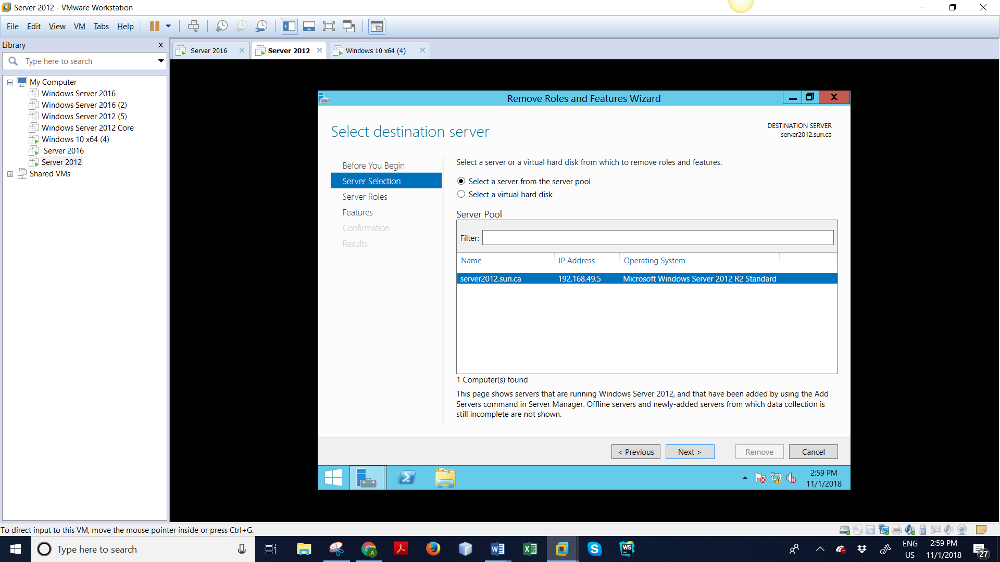 Server 2012 - VMware Workstation
File Edit View VM Tabs Help
Library
Type here to search
My Computer
Windows Server 2016
Windows Server 2016 (2)
Windows Server 2012 (5)
Windows Server 2012 Core
Windows 10 x64 (4)
Server 2016
Server 2012
Shared VMs
Server 2016
Server 2012
Windows 10 x64 (4)
Remove Roles and Features Wizard
Select destination server
DESTINATION SERVER
server2012.suri.ca
Before You Begin
Server Selection
Server Roles
Features
Confirmation
Results
Select a server or a virtual hard disk from which to remove roles and features.
Select a server from the server pool
Select a virtual hard disk
Server Pool
Filter:
Name IP Address Operating System
server2012.suri.ca 192.168.49.5 Microsoft Windows Server 2012 R2 Standard
1 Computer(s) found
This page shows servers that are running Windows Server 2012, and that have been added by using the Add
Servers command in Server Manager. Offline servers and newly-added servers from which data collection is
still incomplete are not shown.
< Previous Next > Remove Cancel
2:59 PM
11/1/2018
To direct input to this VM, move the mouse pointer inside or press Ctrl+G.
Type here to search
A
WS
ENG
US
2:59 PM
11/1/2018
27